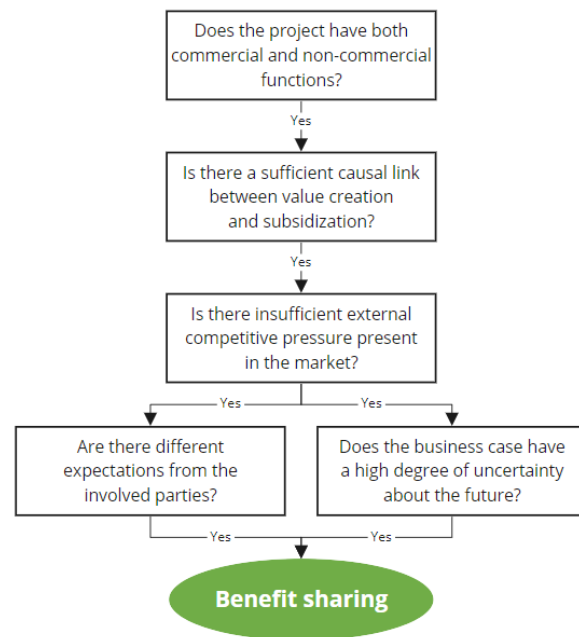 Does the project have both
commercial and non-commercial
functions?
Yes
Is there a sufficient causal link
between value creation
and subsidization?
Yes
Is there insufficient external
competitive pressure present
in the market?
Yes
Yes
Are there different
expectations from the
involved parties?
Does the business case have
a high degree of uncertainty
about the future?
Yes
Yes
Benefit sharing